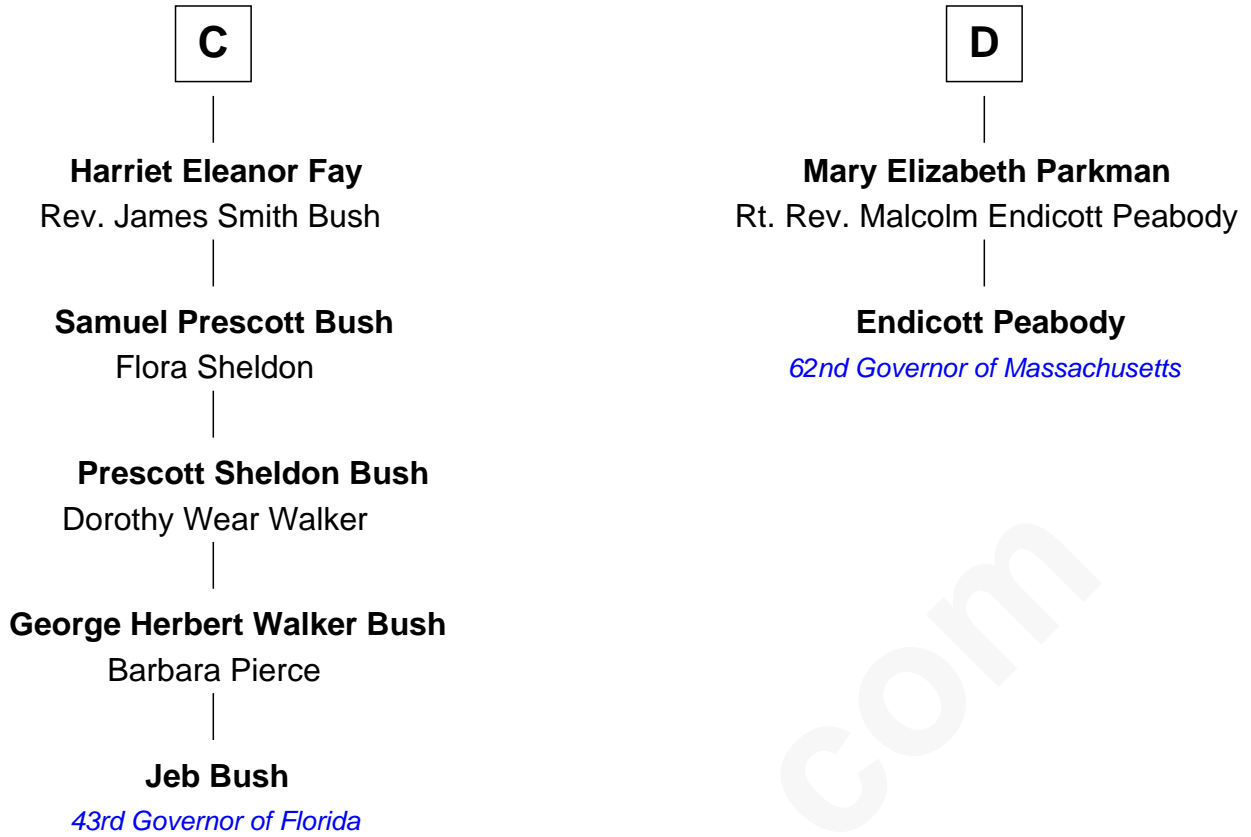 C
Harriet Eleanor Fay
Rev. James Smith Bush
Samuel Prescott Bush
Flora Sheldon
Prescott Sheldon Bush
Dorothy Wear Walker
George Herbert Walker Bush
Barbara Pierce
Jeb Bush
43rd Governor of Florida
D
Mary Elizabeth Parkman
Rt. Rev. Malcolm Endicott Peabody
Endicott Peabody
62nd Governor of Massachusetts
com